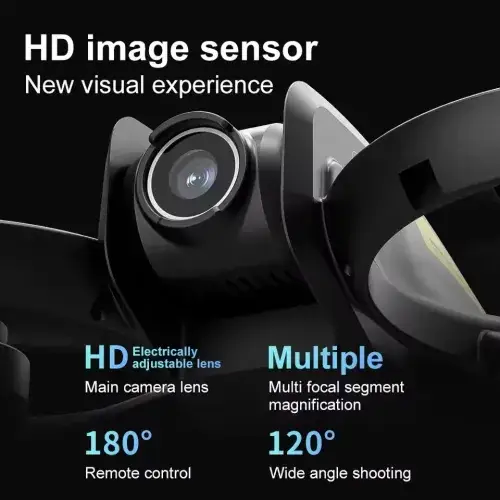 HD image sensor
New visual experience
HD Electrically
adjustable lens
Main camera lens
Multiple
Multi focal segment
magnification
180°
Remote control
120°
Wide angle shooting